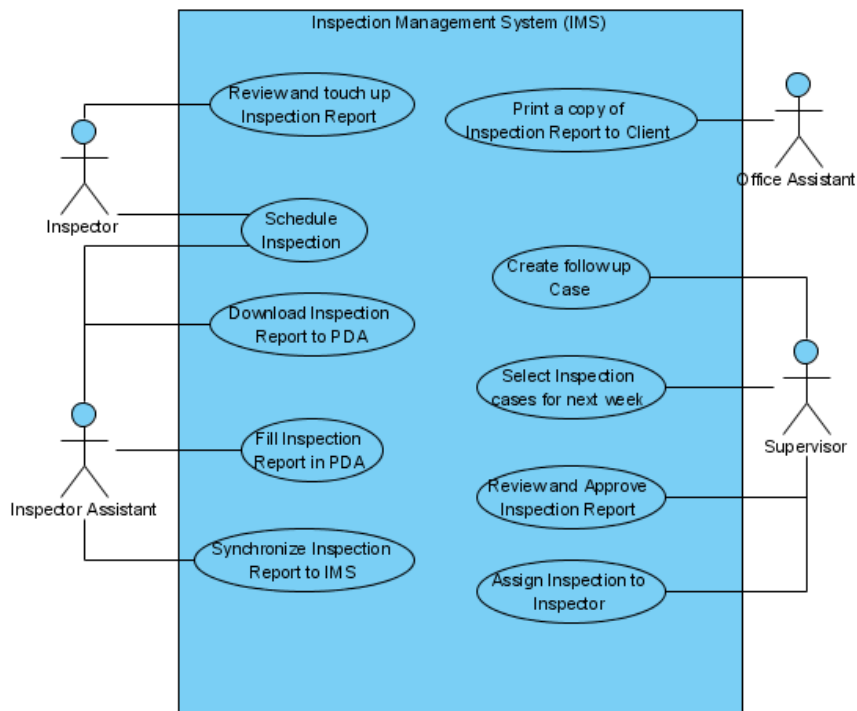 Inspection Management System (IMS)
Review and touch up
Inspection Report
Print a copy of
Inspection Report to Client
Office Assistant
Inspector
Schedule
Inspection
Create follow up
Case
Download Inspection
Report to PDA
Select Inspection
cases for next week
Supervisor
Fill Inspection
Report in PDA
Inspector Assistant
Review and Approve
Inspection Report
Synchronize Inspection
Report to IMS
Assign Inspection to
Inspector